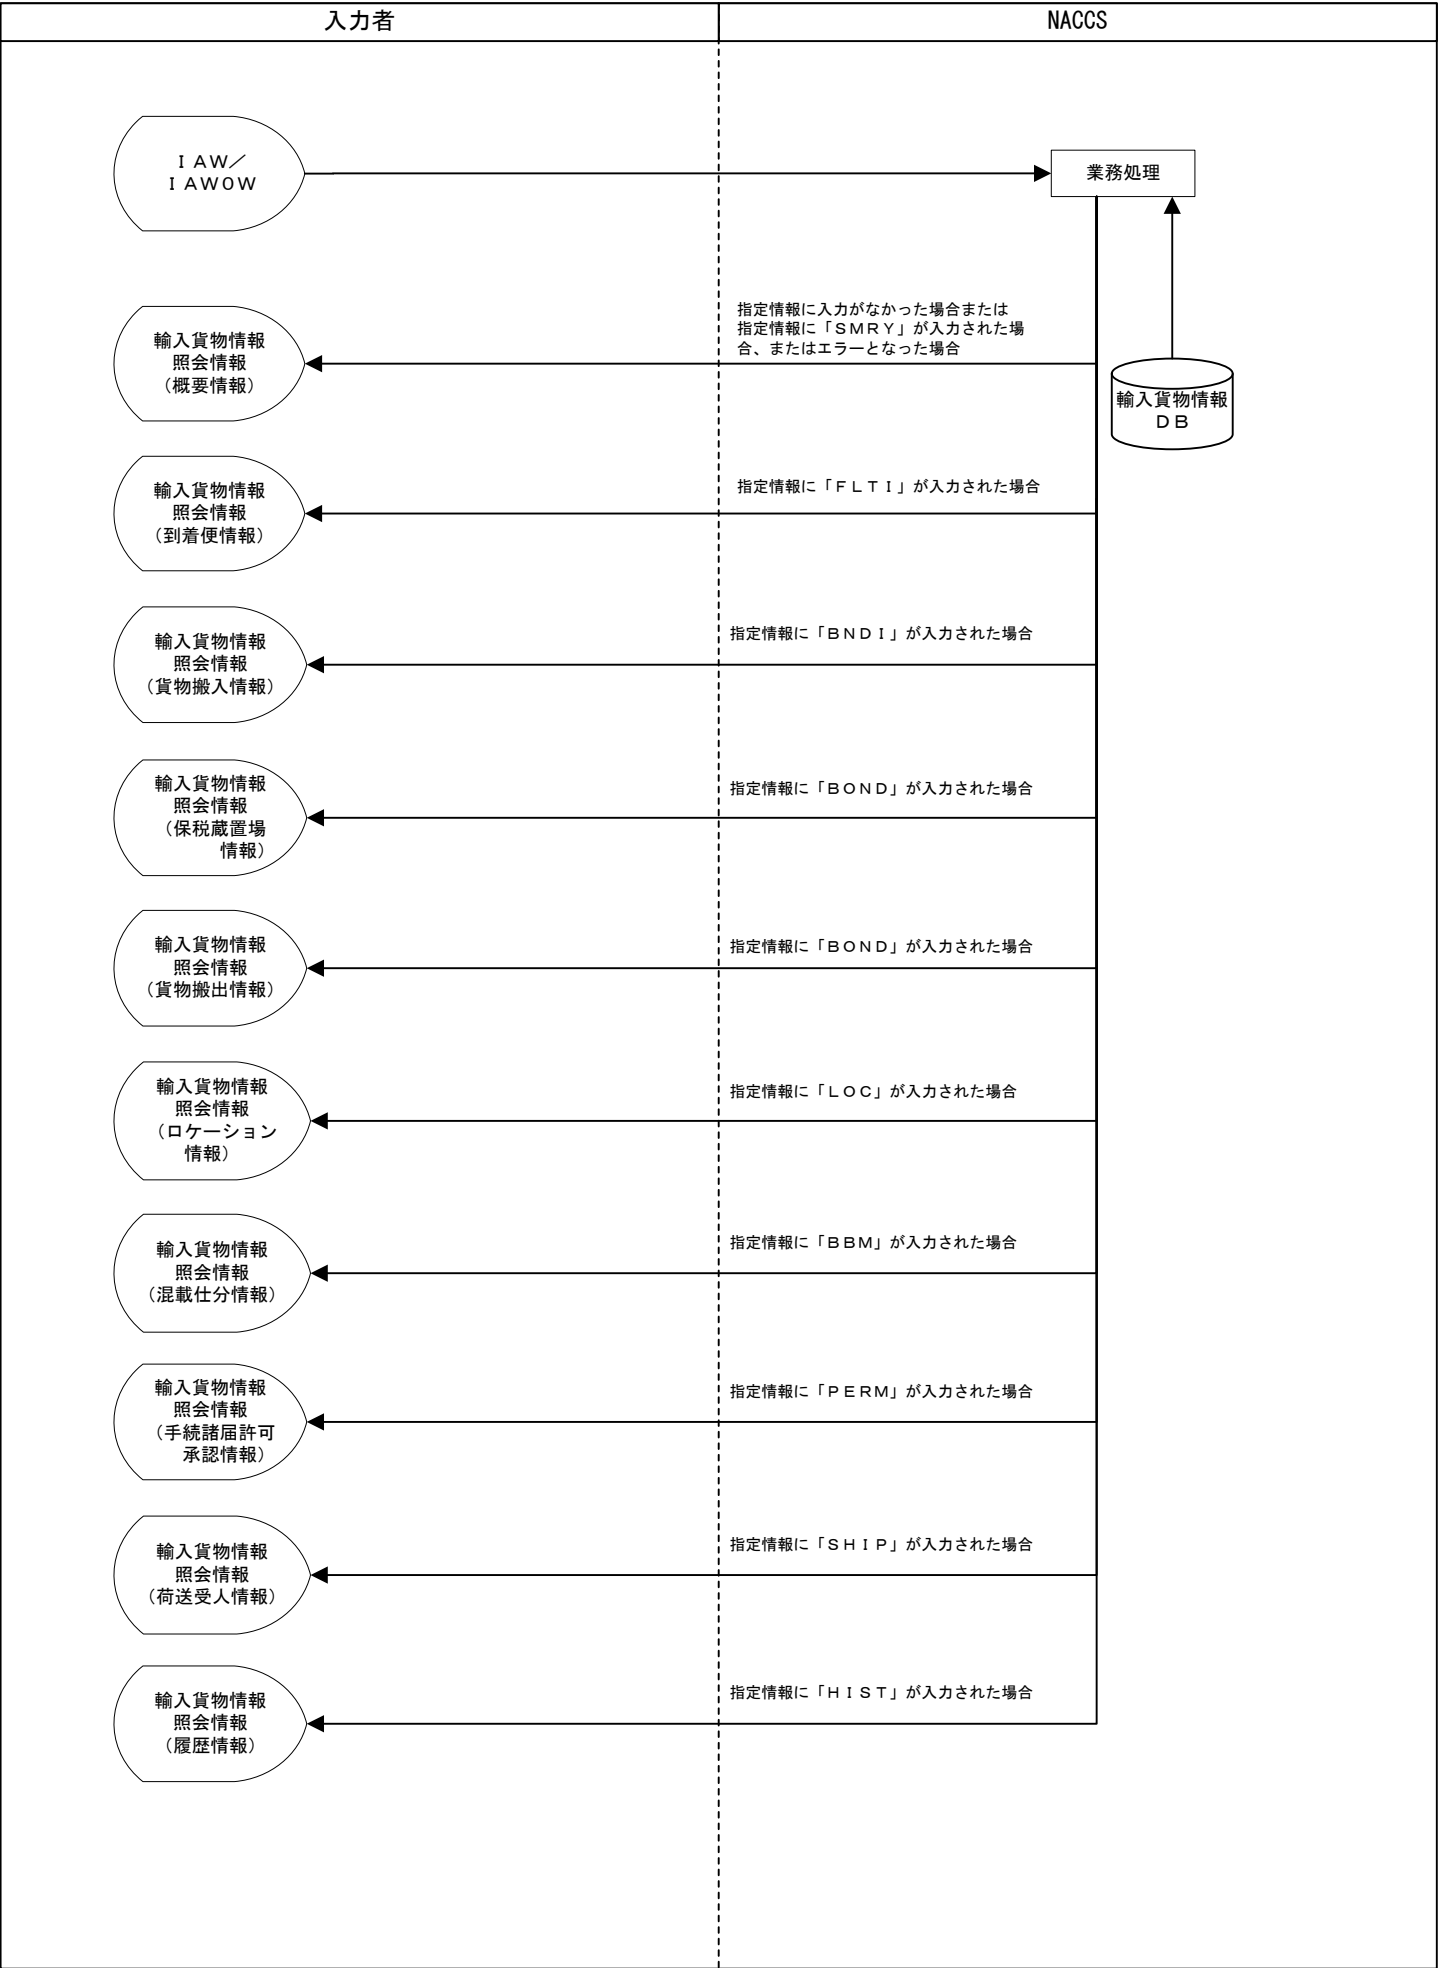 入力者
NACCS
ＩＡＷ／
ＩＡＷ０Ｗ
業務処理
指定情報に入力がなかった場合または
指定情報に「ＳＭＲＹ」が入力された場
合、またはエラーとなった場合
輸入貨物情報
照会情報
（概要情報）
輸入貨物情報
ＤＢ
指定情報に「ＦＬＴＩ」が入力された場合
輸入貨物情報
照会情報
（到着便情報）
指定情報に「ＢＮＤＩ」が入力された場合
輸入貨物情報
照会情報
（貨物搬入情報）
指定情報に「ＢＯＮＤ」が入力された場合
輸入貨物情報
照会情報
（保税蔵置場
情報）
指定情報に「ＢＯＮＤ」が入力された場合
輸入貨物情報
照会情報
（貨物搬出情報）
指定情報に「ＬＯＣ」が入力された場合
輸入貨物情報
照会情報
（ロケーション
情報）
指定情報に「ＢＢＭ」が入力された場合
輸入貨物情報
照会情報
（混載仕分情報）
指定情報に「ＰＥＲＭ」が入力された場合
輸入貨物情報
照会情報
（手続諸届許可
承認情報）
指定情報に「ＳＨＩＰ」が入力された場合
輸入貨物情報
照会情報
（荷送受人情報）
指定情報に「ＨＩＳＴ」が入力された場合
輸入貨物情報
照会情報
（履歴情報）